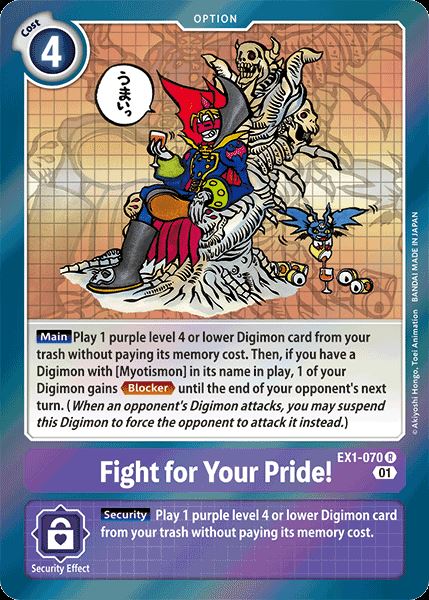 OPTION
Cost
4
うまいっ
Main Play 1 purple level 4 or lower Digimon card from your
trash without paying its memory cost. Then, if you have a
Digimon with [Myotismon] in its name in play, 1 of your
Digimon gains Blocker until the end of your opponent's next
turn. (When an opponent's Digimon attacks, you may suspend
this Digimon to force the opponent to attack it instead.)
©Akiyoshi Hongo, Toei Animation BANDAI MADE IN JAPAN
Fight for Your Pride!
EX1-070 R
01
Security Play 1 purple level 4 or lower Digimon card
from your trash without paying its memory cost.
Security Effect